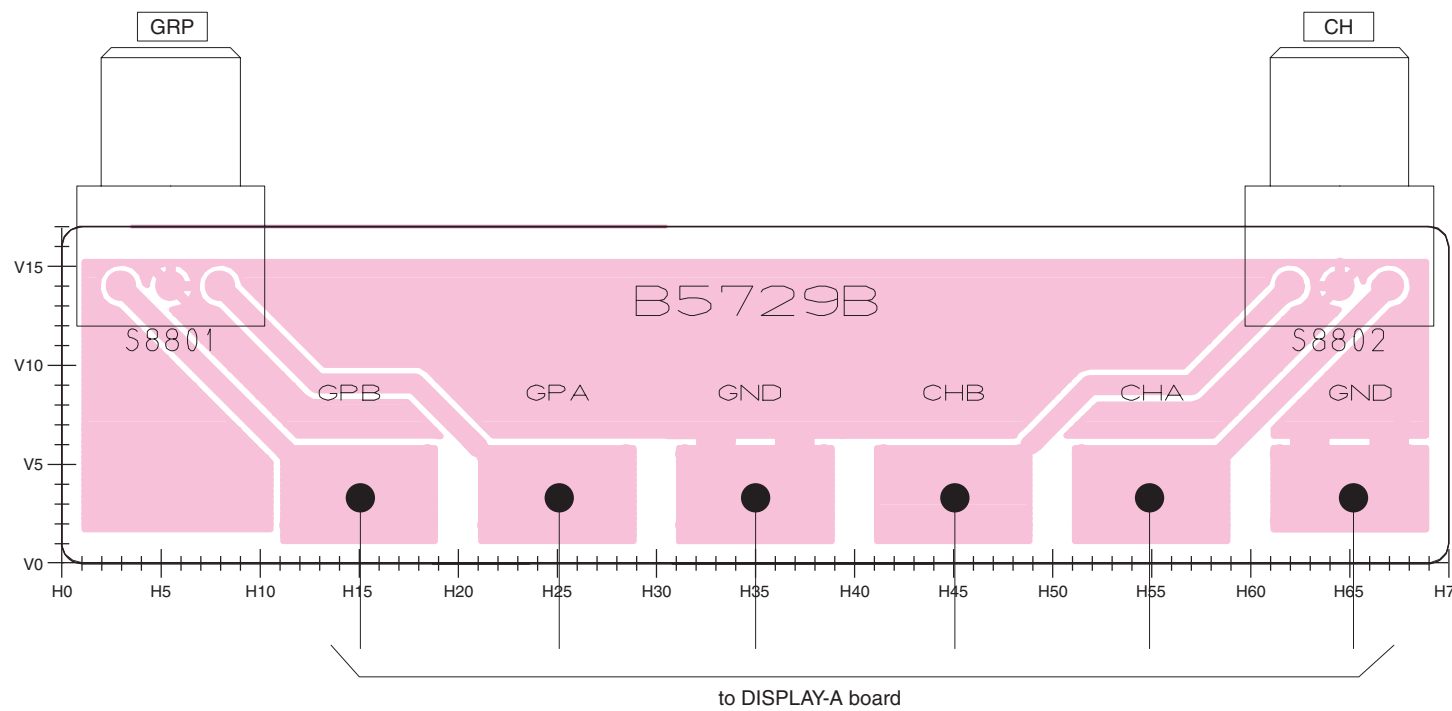 GRP
CH
V15
B5729B
S8801
S8802
V10
GPB
GPA
GND
CHB
CHA
GND
V5
V0
H0
H5
H10
H15
H20
H25
H30
H35
H40
H45
H50
H55
H60
H65
H7
to DISPLAY-A board